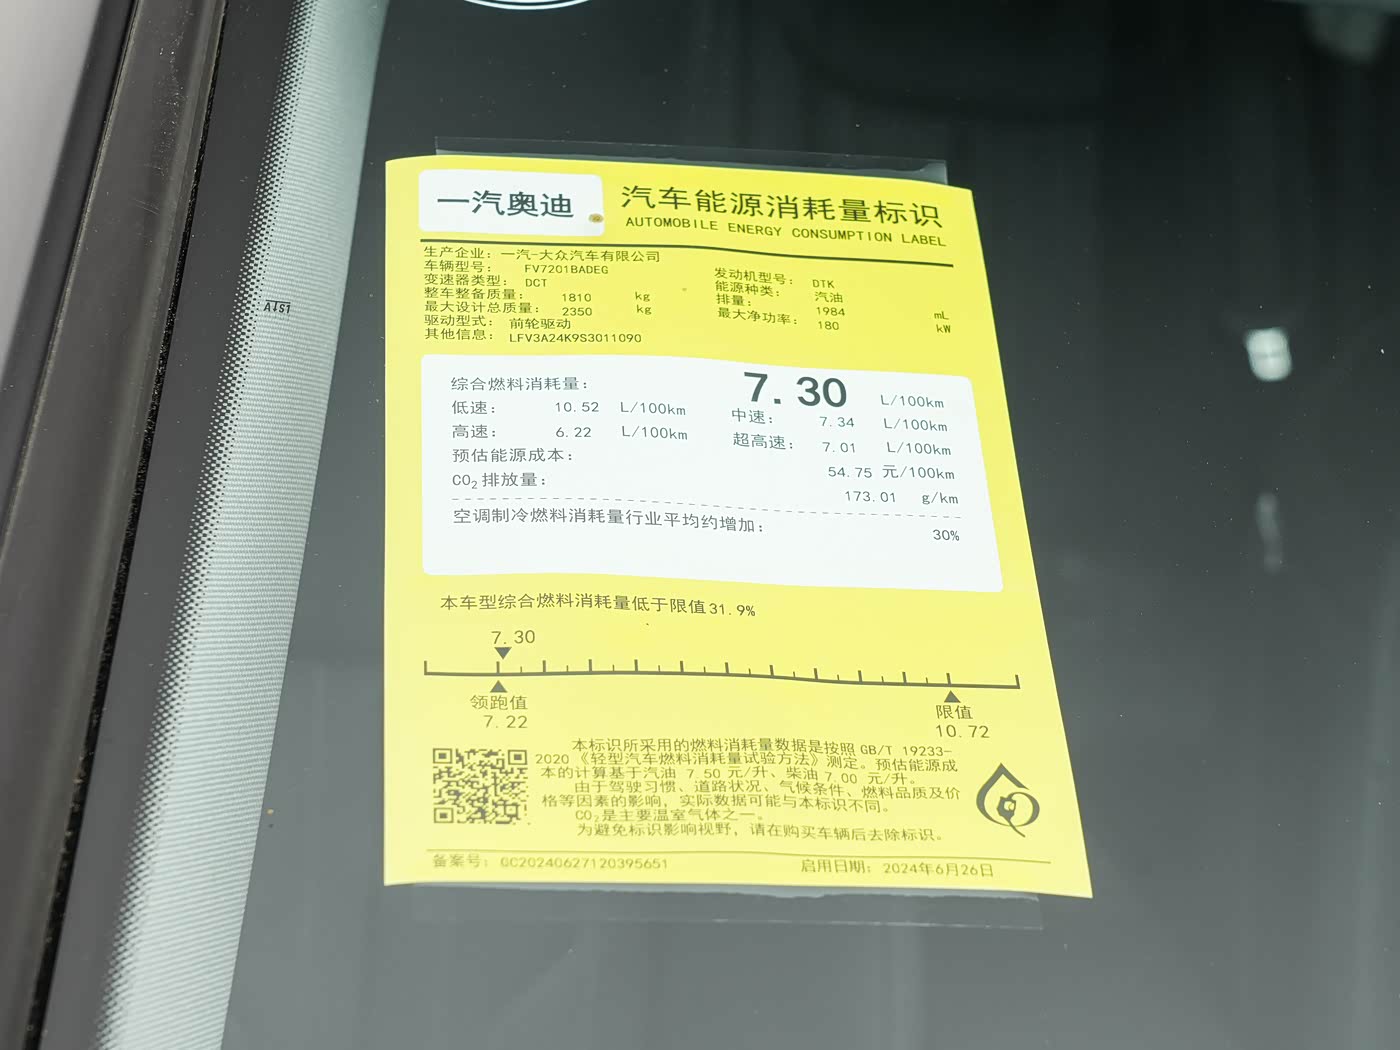 一汽奥迪
汽车能源消耗量标识
AUTOMOBILE ENERGY CONSUMPTION LABEL
生产企业：一汽-大众汽车有限公司
车辆型号： FV7201BADEG 发动机型号： DTK
变速器类型： DCT 能源种类： 汽油
整车整备质量： 1810 kg 排量： 1984 mL
最大设计总质量： 2350 kg 最大净功率： 180 kW
驱动型式： 前轮驱动
其他信息： LFV3A24K9S3011090
综合燃料消耗量： 7.30 L/100km
低速： 10.52 L/100km 中速： 7.34 L/100km
高速： 6.22 L/100km 超高速： 7.01 L/100km
预估能源成本： 54.75 元/100km
CO₂排放量： 173.01 g/km
空调制冷燃料消耗量行业平均约增加： 30%
本车型综合燃料消耗量低于限值31.9%
7.30
领跑值 限值
7.22 10.72
本标识所采用的燃料消耗量数据是按照 GB/T 19233-
2020《轻型汽车燃料消耗量试验方法》测定。预估能源成
本的计算基于汽油 7.50 元/升、柴油 7.00 元/升。
由于驾驶习惯、道路状况、气候条件、燃料品质及价
格等因素的影响，实际数据可能与本标识不同。
CO₂是主要温室气体之一。
为避免标识影响视野，请在购买车辆后去除标识。
备案号： GC20240627120395651 启用日期： 2024年6月26日